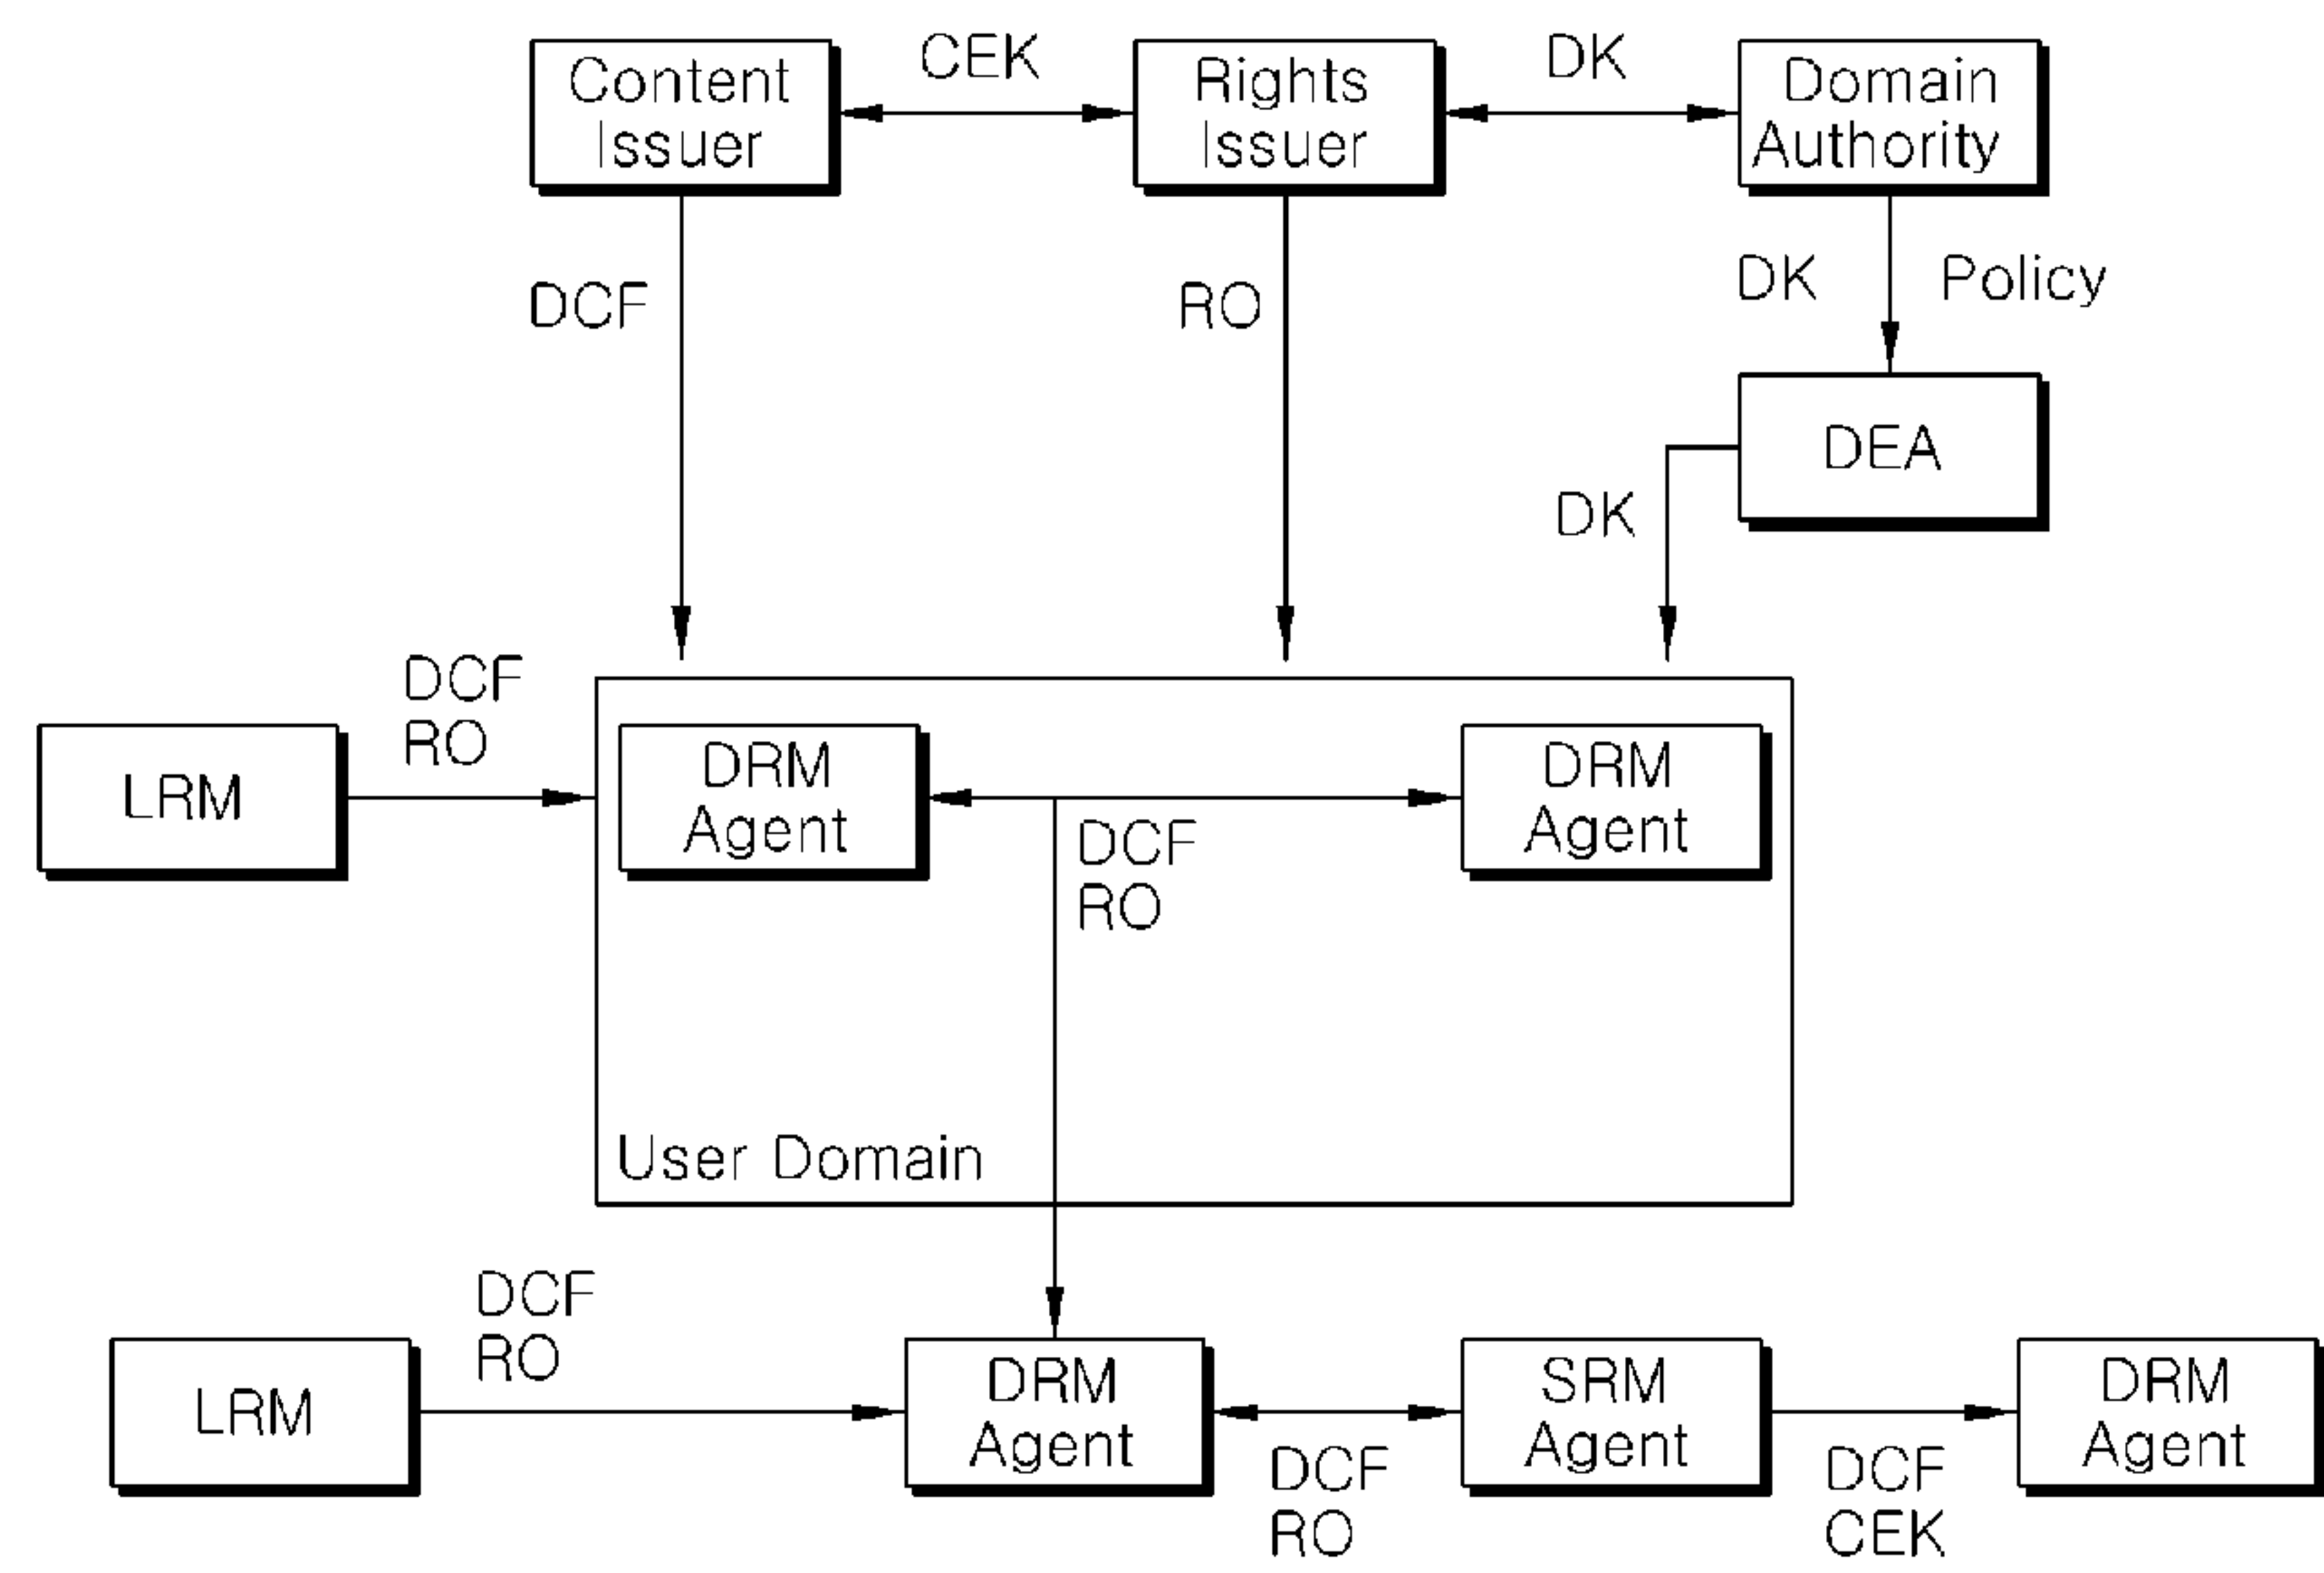 Content
Issuer
CEK
Rights
Issuer
DK
Domain
Authority
DCF
RO
DK
Policy
DEA
DK
DCF
RO
LRM
DRM
Agent
DCF
RO
DRM
Agent
User Domain
DCF
RO
LRM
DRM
Agent
DCF
RO
SRM
Agent
DCF
CEK
DRM
Agent